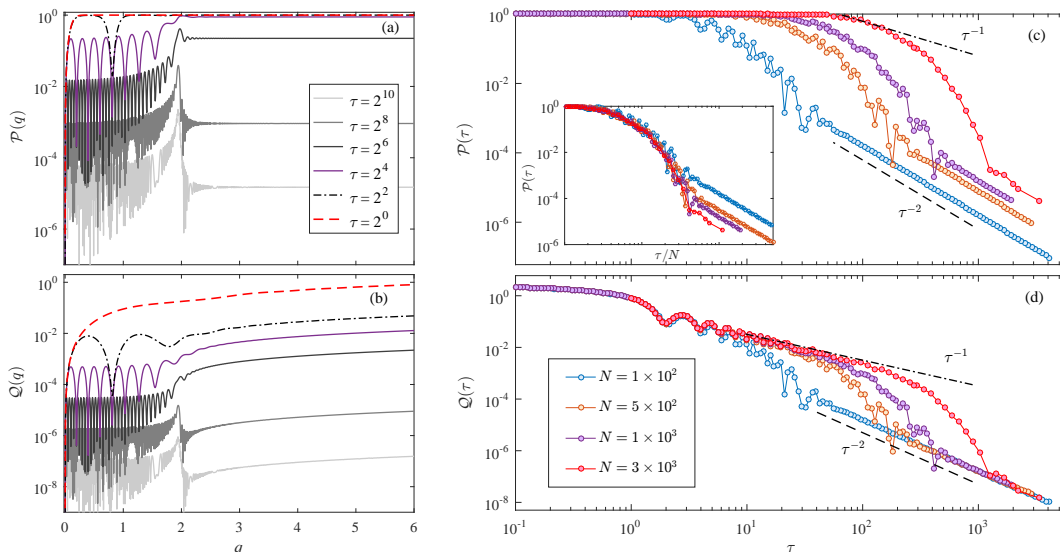 10^0
10^-2
10^-4
10^-6
P(q)
(a)
τ = 2^10
τ = 2^8
τ = 2^6
τ = 2^4
τ = 2^2
τ = 2^0
10^0
10^-2
10^-4
10^-6
10^-8
Q(q)
(b)
0 1 2 3 4 5 6
q
10^0
10^-2
10^-4
10^-6
P(τ)
(c)
τ^-1
τ^-2
10^0
10^-2
10^-4
10^-6
P(τ)
τ/N
10^0
10^-2
10^-4
10^-6
10^-8
Q(τ)
(d)
τ^-1
τ^-2
N = 1 × 10^2
N = 5 × 10^2
N = 1 × 10^3
N = 3 × 10^3
10^-1 10^0 10^1 10^2 10^3
τ